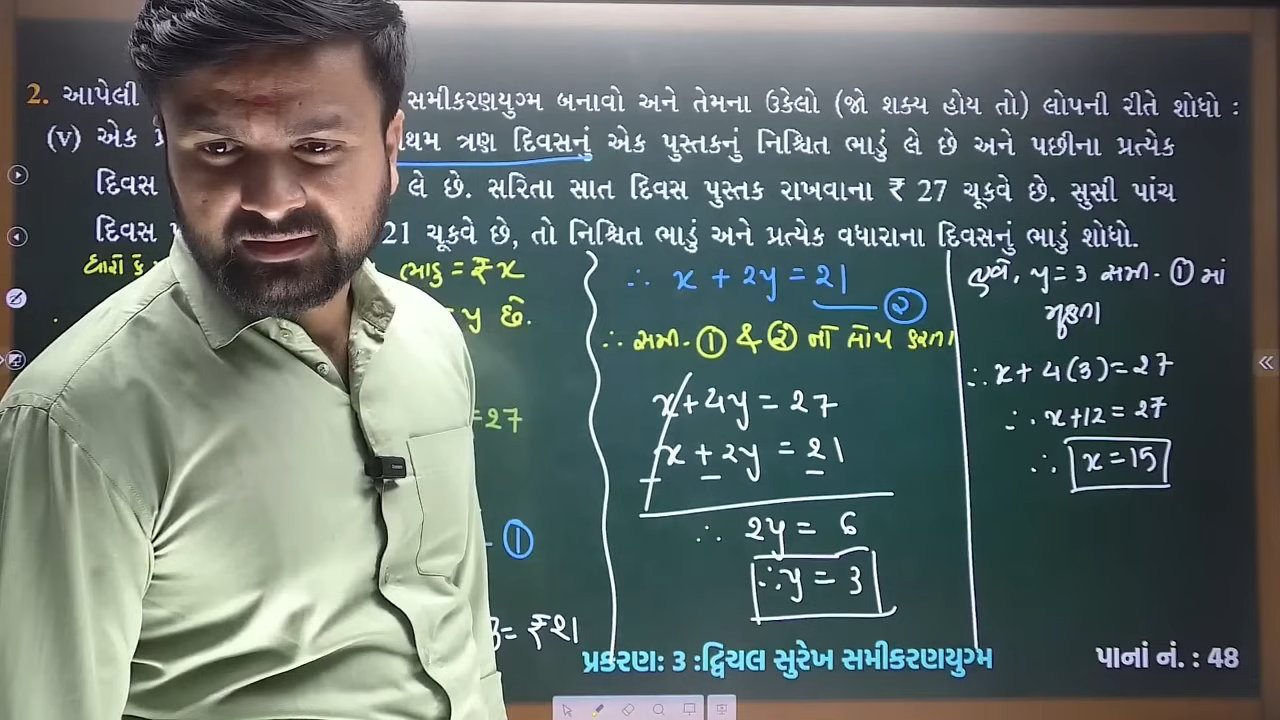 2. આપેલી સમીકરણયુગ્મ બનાવો અને તેમના ઉકેલો (જો શક્ય હોય તો) લોપની રીતે શોધો :
(v) એક ત્રણ દિવસનું એક પુસ્તકનું નિશ્ચિત ભાડું લે છે અને પછીના પ્રત્યેક
દિવસ લે છે. સરિતા સાત દિવસ પુસ્તક રાખવાના ₹ 27 ચૂકવે છે. સુસી પાંચ
દિવસ 21 ચૂકવે છે, તો નિશ્ચિત ભાડું અને પ્રત્યેક વધારાના દિવસનું ભાડું શોધો.
ધારો કે ભાડુ = ₹ x
y છે.
=27
①
= ₹21
∴ x + 2y = 21
②
∴ સમી. ① & ② નો લોપ કરતા
x + 4y = 27
x + 2y = 21
− − −
∴ 2y = 6
∴ y = 3
હવે, y = 3 સમી. ① માં
મૂકતા
∴ x + 4(3) = 27
∴ x + 12 = 27
∴ x = 15
પ્રકરણ: 3 :દ્વિચલ સુરેખ સમીકરણયુગ્મ
પાનાં નં. : 48